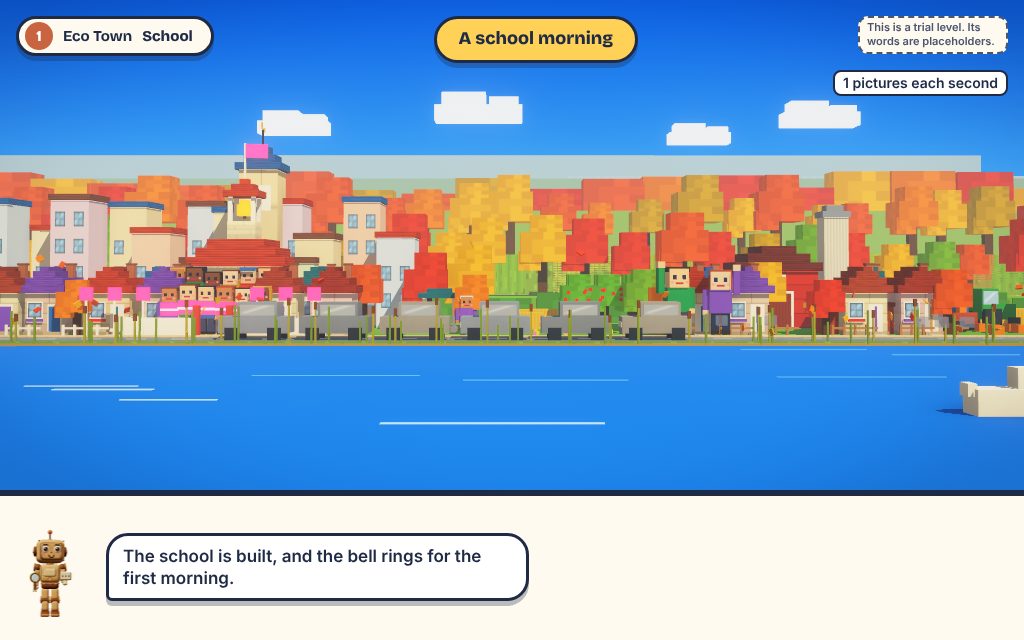 1 Eco Town School
A school morning
This is a trial level. Its
words are placeholders.
1 pictures each second
The school is built, and the bell rings for the
first morning.